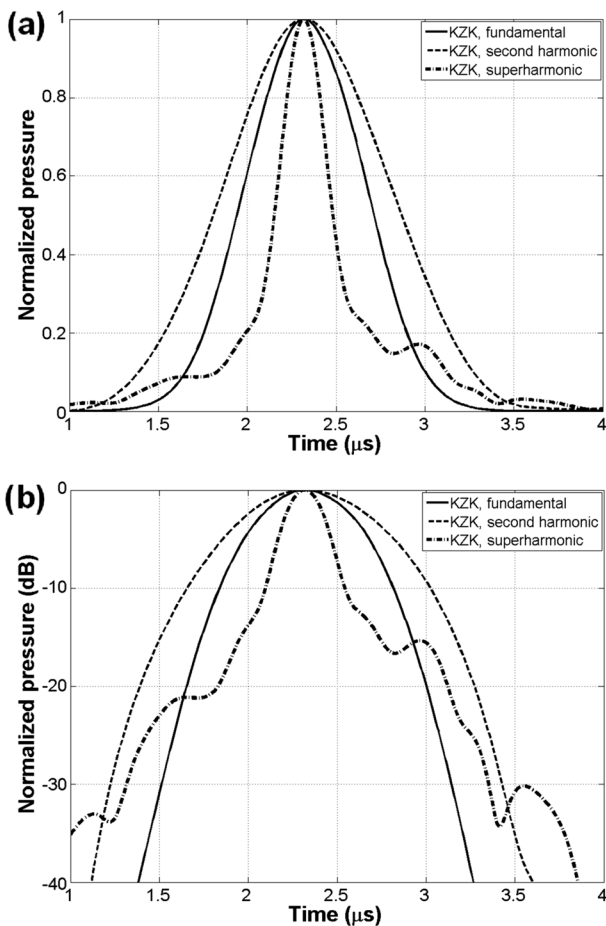 (a)
Normalized pressure
1
0.8
0.6
0.4
0.2
0
KZK, fundamental
KZK, second harmonic
KZK, superharmonic
1 1.5 2 2.5 3 3.5 4
Time (μs)
(b)
Normalized pressure (dB)
0
-10
-20
-30
-40
KZK, fundamental
KZK, second harmonic
KZK, superharmonic
1 1.5 2 2.5 3 3.5 4
Time (μs)